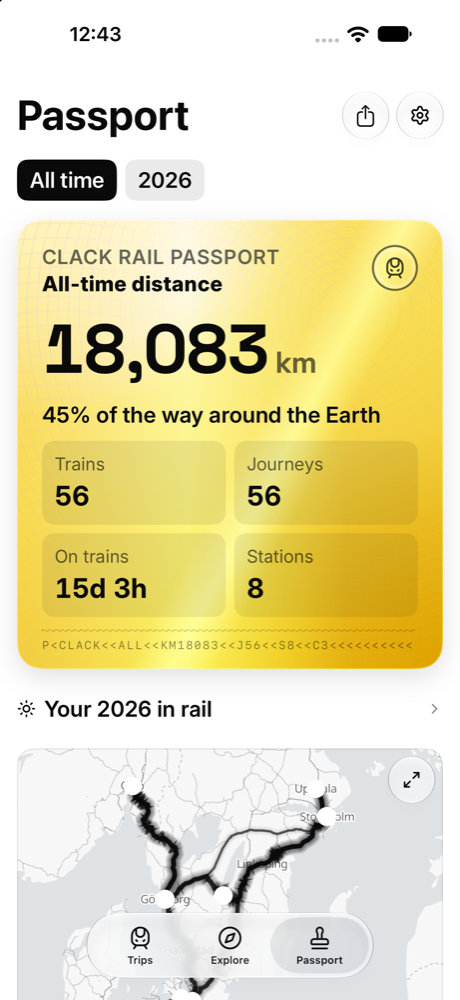 12:43
Passport
All time
2026
CLACK RAIL PASSPORT
All-time distance
18,083 km
45% of the way around the Earth
Trains
56
Journeys
56
On trains
15d 3h
Stations
8
P<CLACK<<ALL<<KM18083<<J56<<S8<<C3<<<<<<<<<<
Your 2026 in rail
Linköping
Trips
Explore
Passport